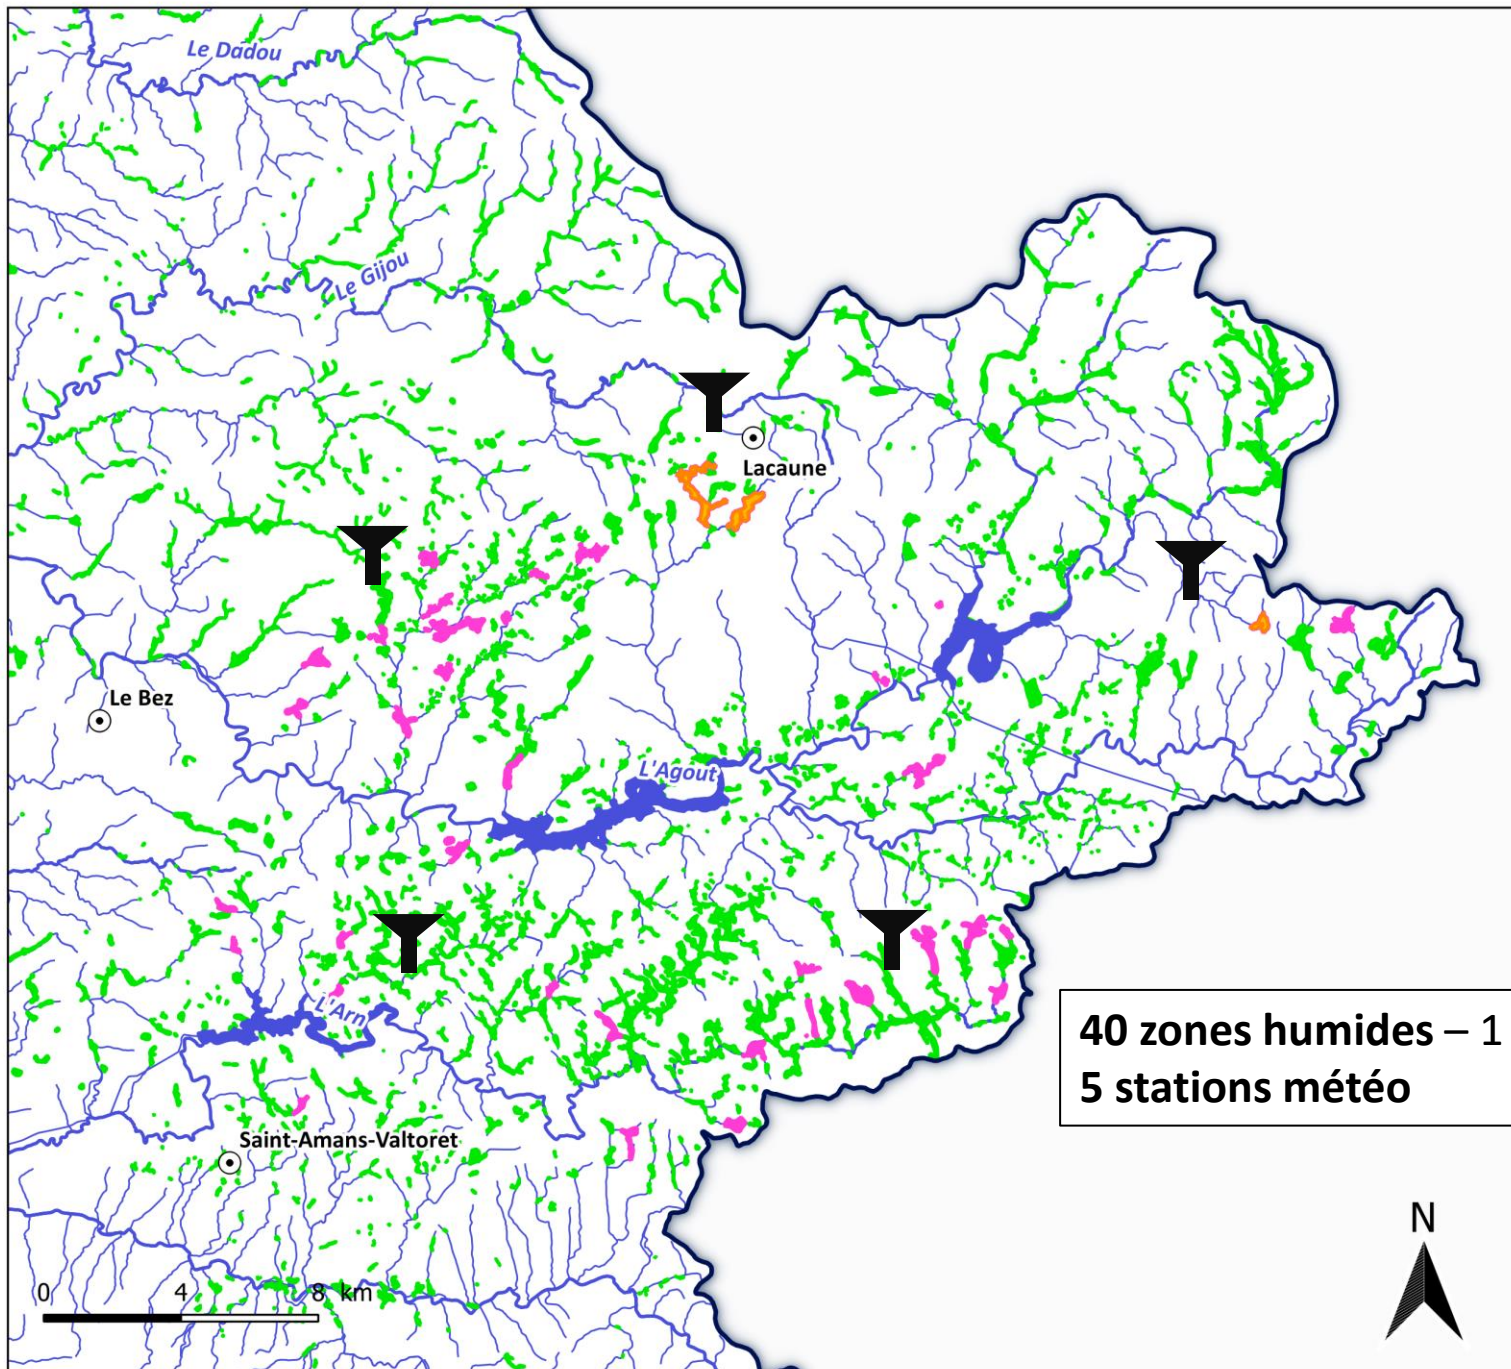 Le Dadou
Le Gijou
Lacaune
Le Bez
L'Agout
L'Arn
40 zones humides – 1
5 stations météo
Saint-Amans-Valtoret
N
0 4 8 km